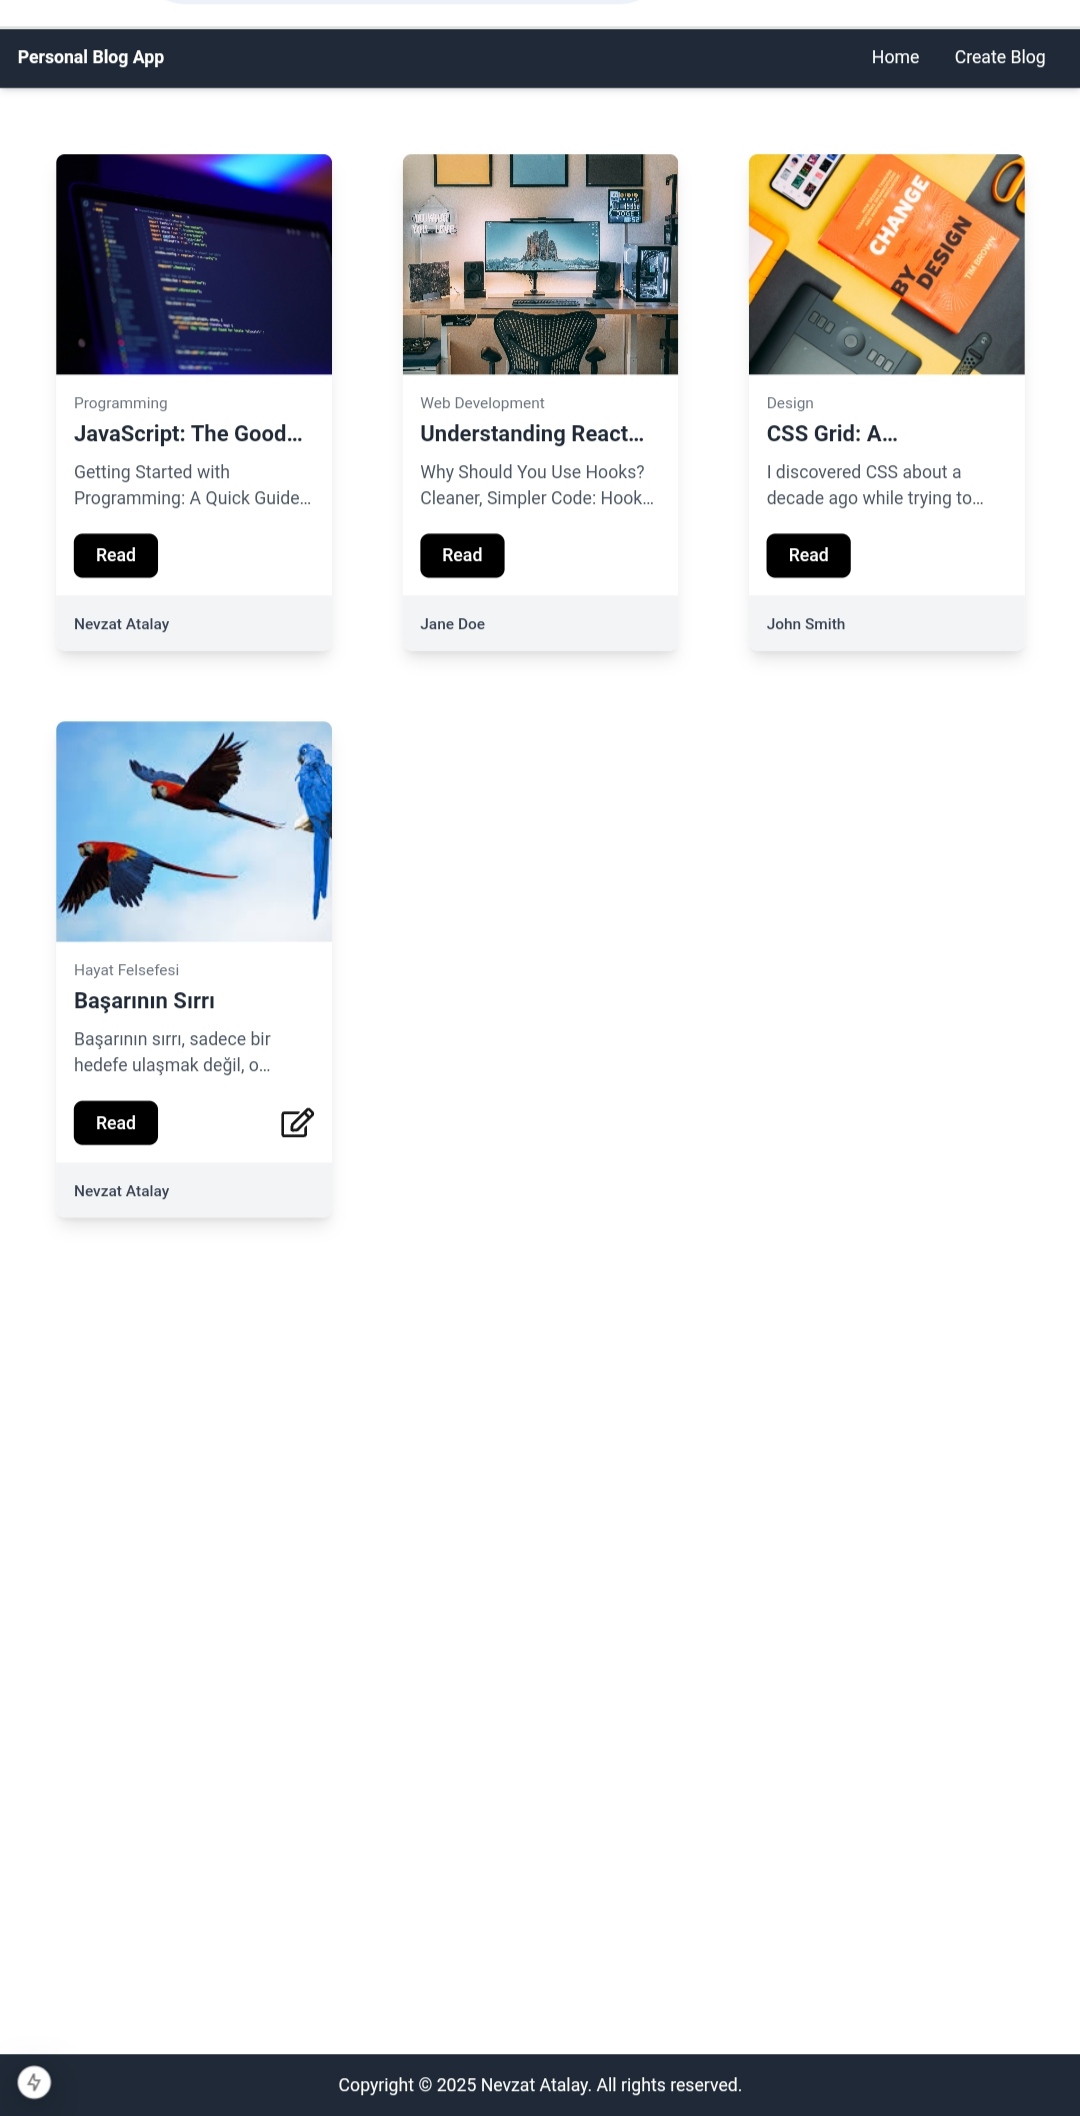 Personal Blog App
Home
Create Blog
CHANGE
BY DESIGN
TIM BROWN
Programming
JavaScript: The Good...
Getting Started with
Programming: A Quick Guide...
Read
Nevzat Atalay
Web Development
Understanding React...
Why Should You Use Hooks?
Cleaner, Simpler Code: Hook...
Read
Jane Doe
Design
CSS Grid: A...
I discovered CSS about a
decade ago while trying to...
Read
John Smith
Hayat Felsefesi
Başarının Sırrı
Başarının sırrı, sadece bir
hedefe ulaşmak değil, o...
Read
Nevzat Atalay
Copyright © 2025 Nevzat Atalay. All rights reserved.